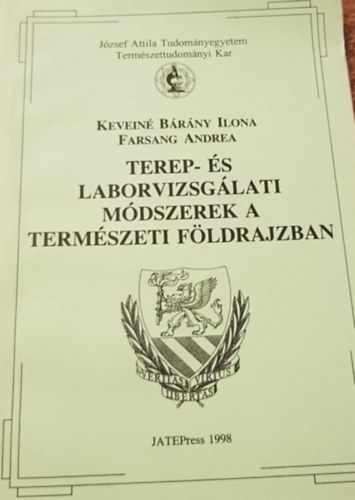 József Attila Tudományegyetem
Természettudományi Kar
KEVEINÉ BÁRÁNY ILONA
FARSANG ANDREA
TEREP- ÉS
LABORVIZSGÁLATI
MÓDSZEREK A
TERMÉSZETI FÖLDRAJZBAN
VERITAS VIRTUS
LIBERTAS
JATEPress 1998